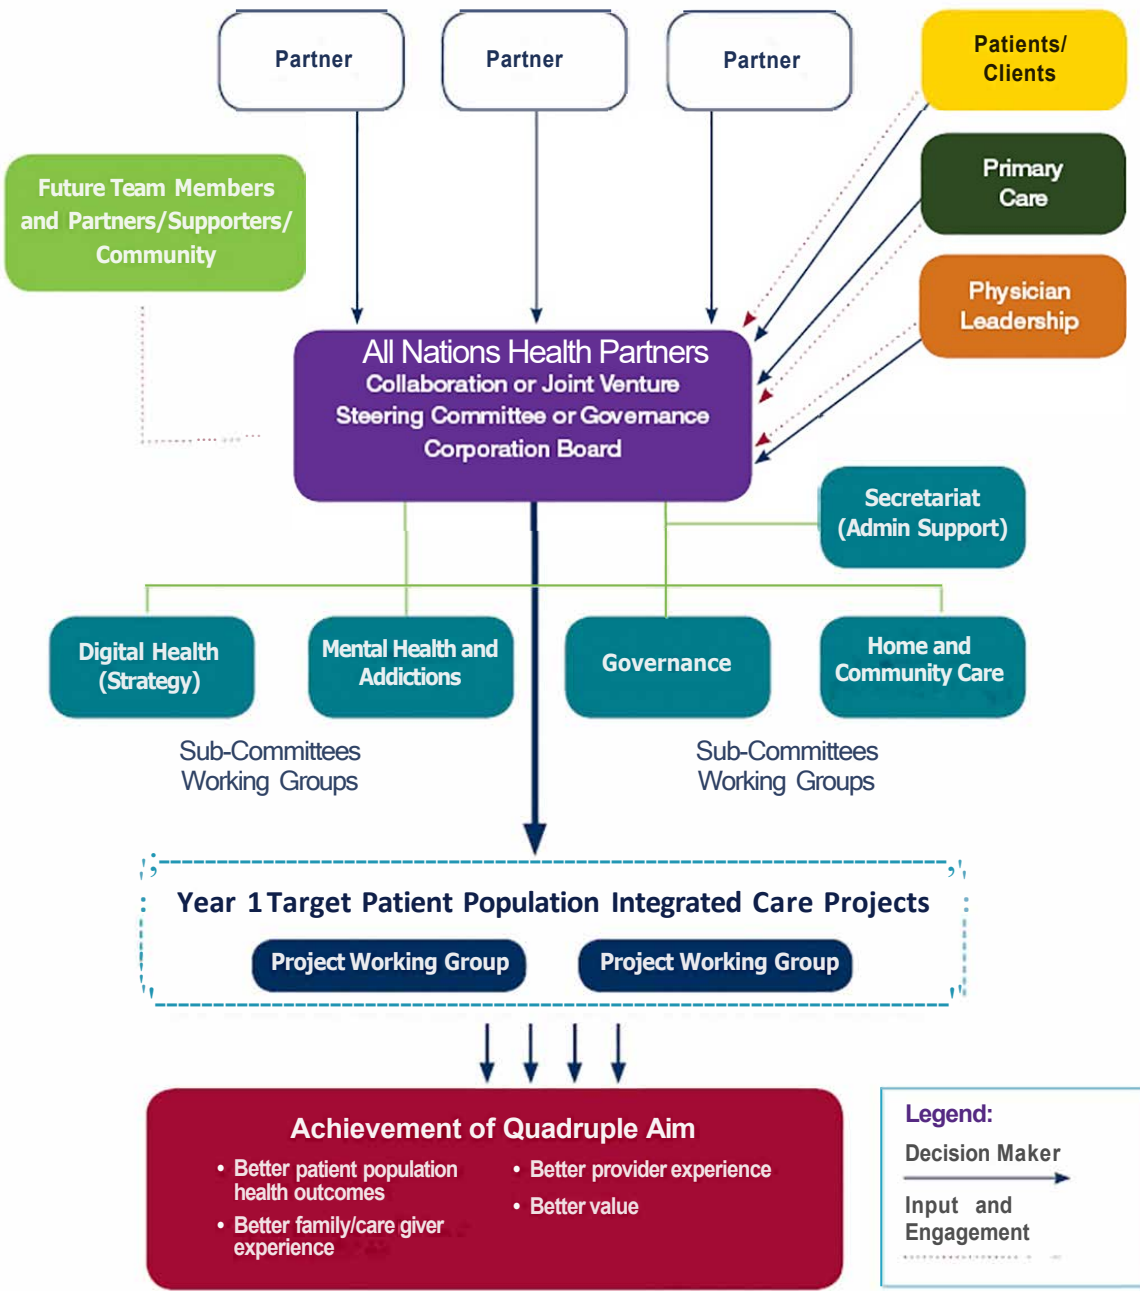 Partner
Partner
Partner
Patients/
Clients
Primary
Care
Physician
Leadership
Future Team Members
and Partners/Supporters/
Community
All Nations Health Partners
Collaboration or Joint Venture
Steering Committee or Governance
Corporation Board
Secretariat
(Admin Support)
Digital Health
(Strategy)
Mental Health and
Addictions
Governance
Home and
Community Care
Sub-Committees
Working Groups
Sub-Committees
Working Groups
Year 1 Target Patient Population Integrated Care Projects
Project Working Group
Project Working Group
Achievement of Quadruple Aim
• Better patient population
health outcomes
• Better family/care giver
experience
• Better provider experience
• Better value
Legend:
Decision Maker
Input and
Engagement